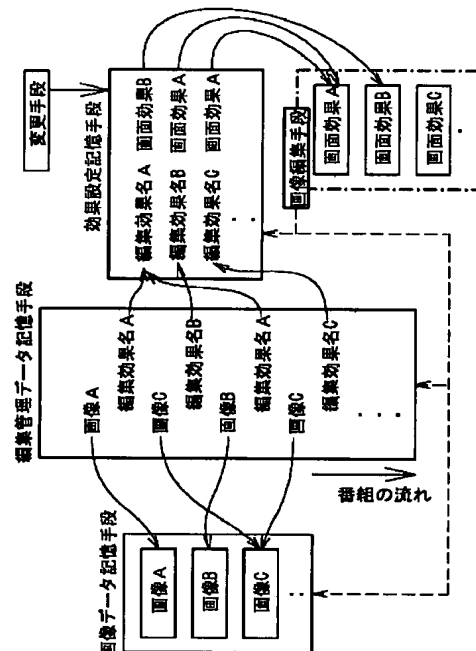 変更手段
効果設定記憶手段
編集効果名A 画面効果B
編集効果名B 画面効果A
編集効果名C 画面効果A
・・
画像編集手段
画面効果A
画面効果B
画面効果C
・・
編集管理データ記憶手段
画像A
編集効果名A
画像C
編集効果名B
画像B
編集効果名A
画像C
編集効果名C
・・・
番組の流れ
画像データ記憶手段
画像A
画像B
画像C
・・